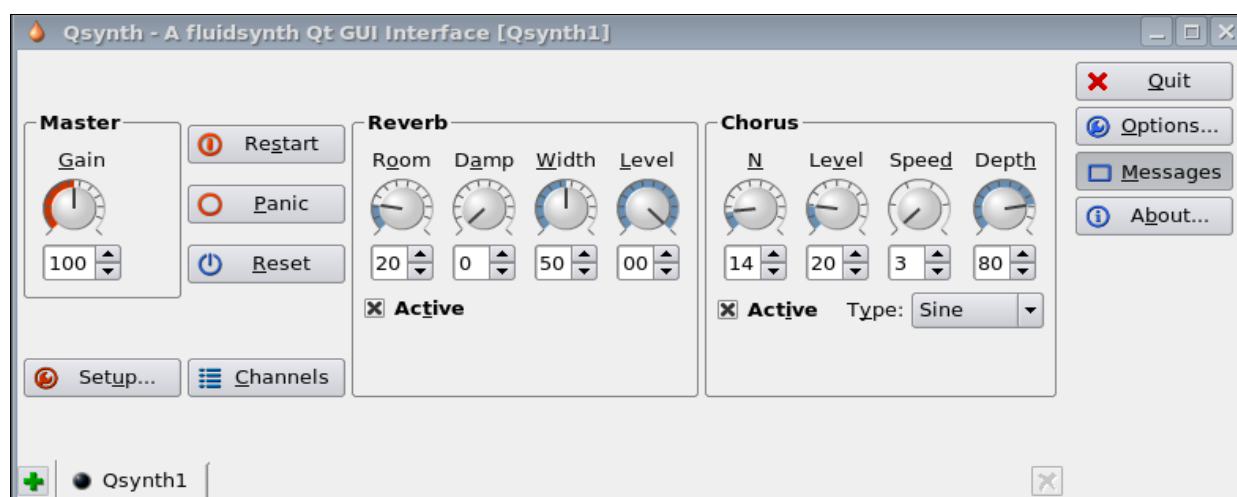 Qsynth - A fluidsynth Qt GUI Interface [Qsynth1]
Quit
Master
Restart
Reverb
Chorus
Options...
Gain
Room Damp Width Level
N Level Speed Depth
Messages
Panic
About...
100
Reset
20 0 50 00
14 20 3 80
Active
Active Type: Sine
Setup...
Channels
Qsynth1